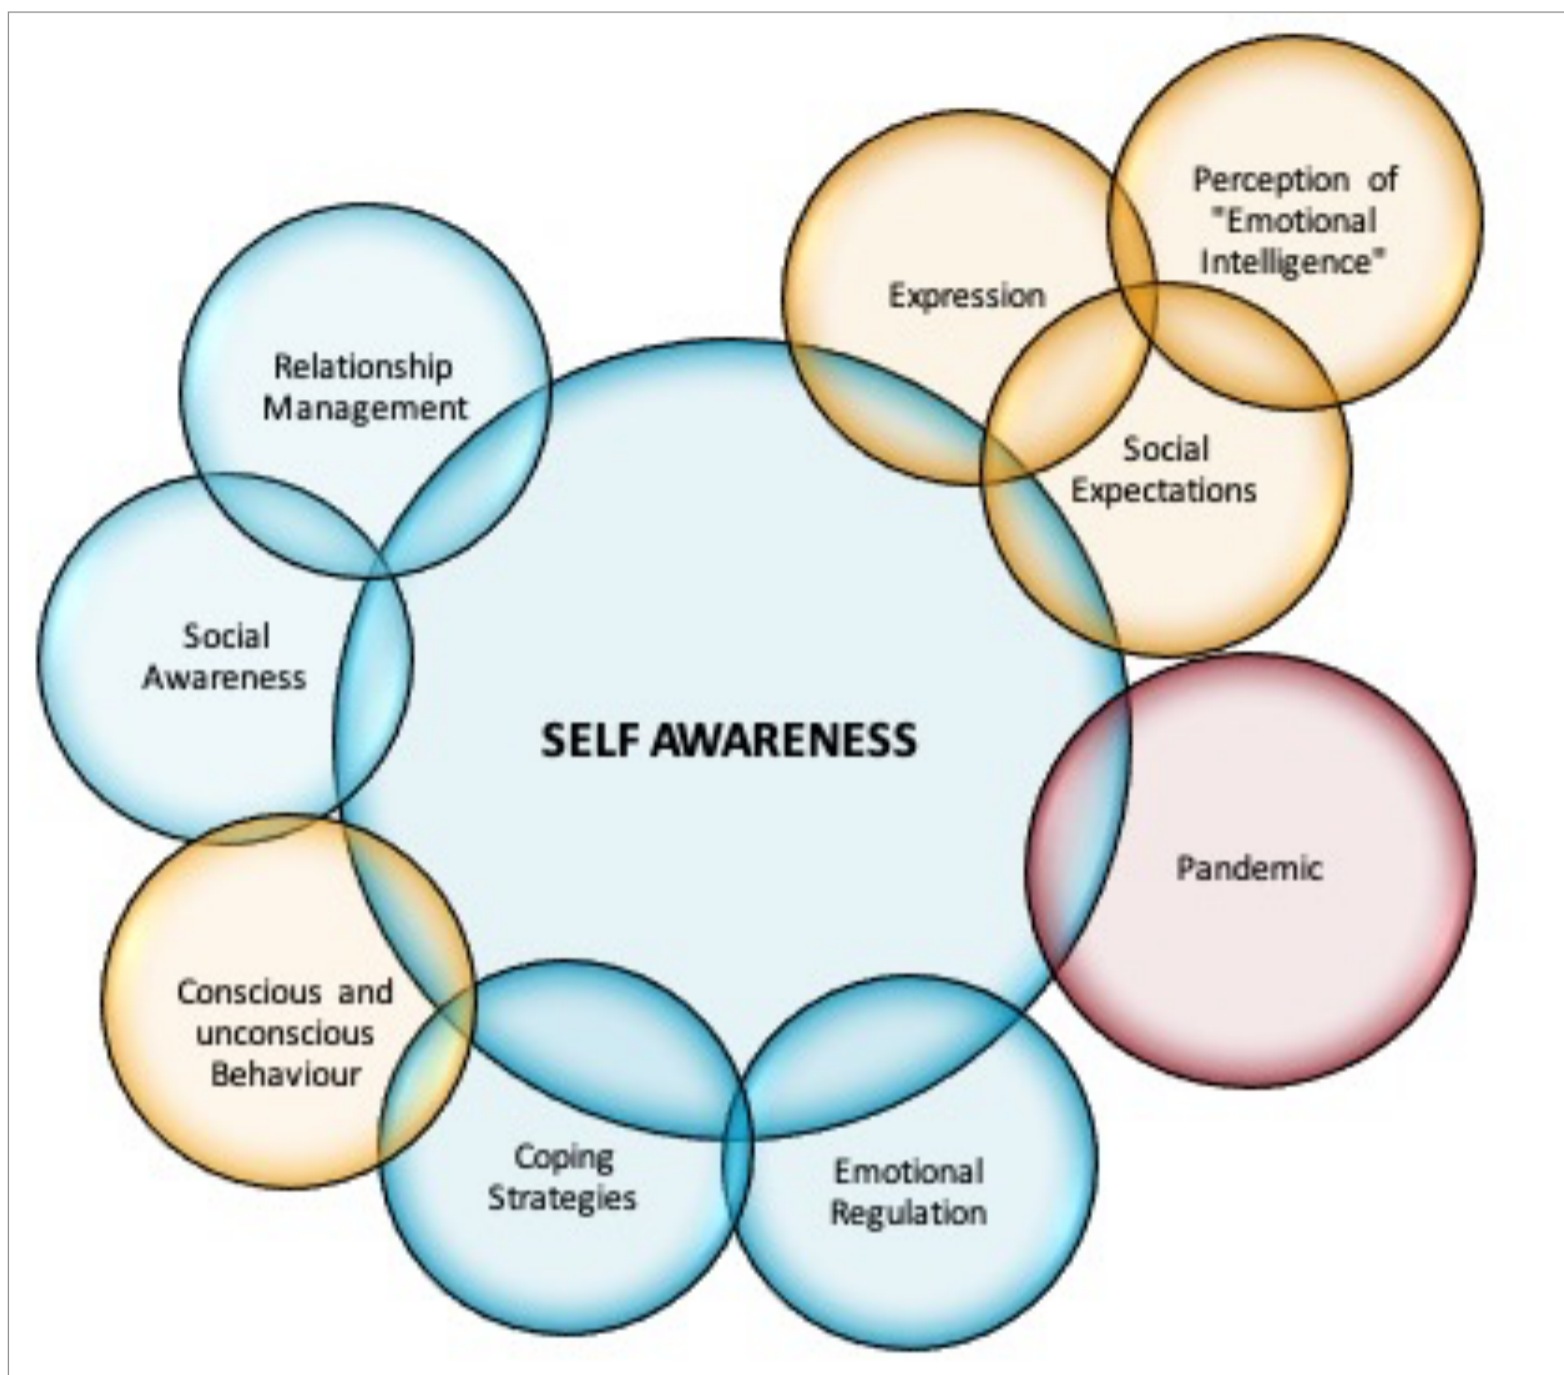 Perception of
"Emotional
Intelligence"
Expression
Relationship
Management
Social
Expectations
Social
Awareness
SELF AWARENESS
Pandemic
Conscious and
unconscious
Behaviour
Coping
Strategies
Emotional
Regulation